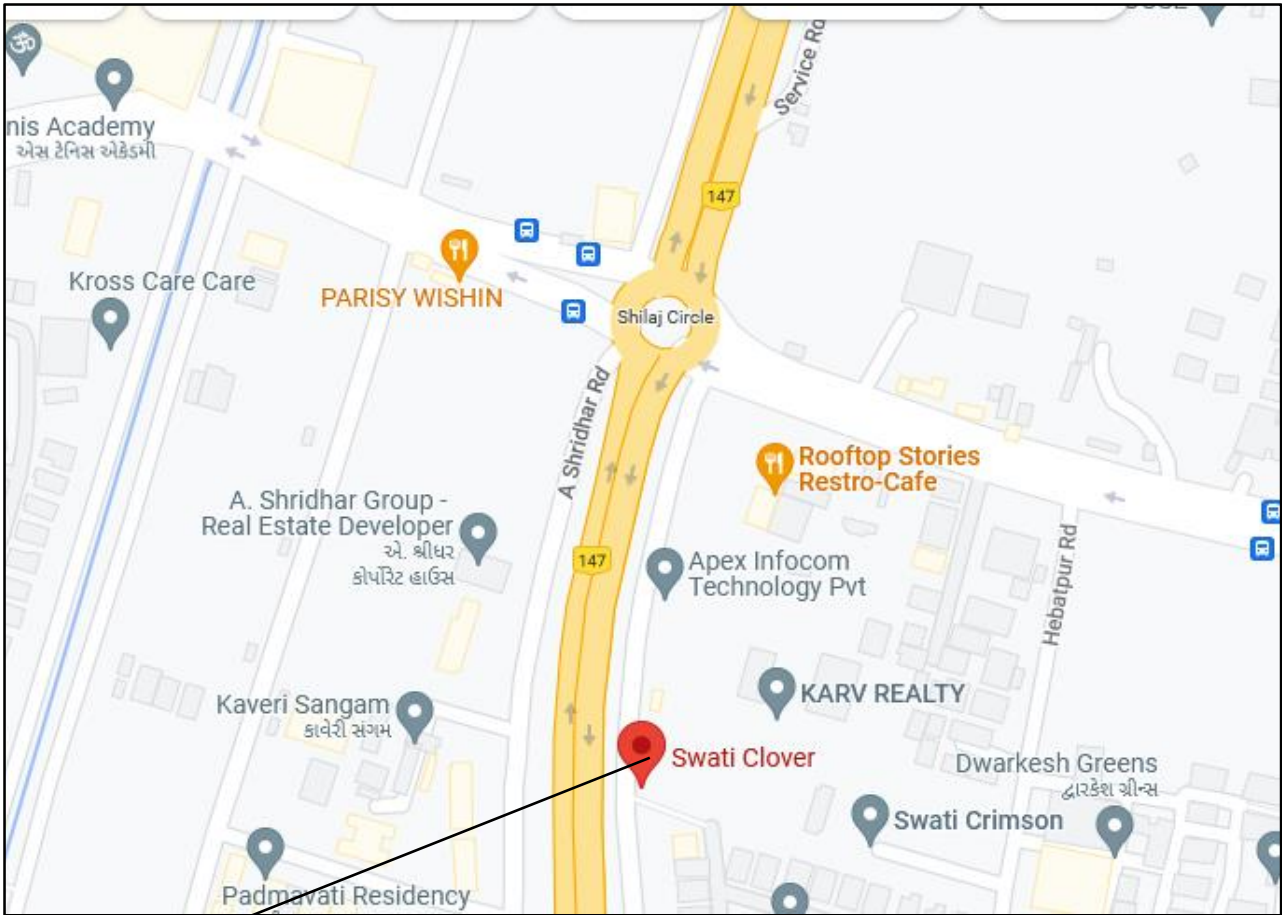 ॐ
Service Rd
nis Academy
એસ ટેનિસ એકેડમી
147
Kross Care Care
PARISY WISHIN
Shilaj Circle
A Shridhar Rd
Rooftop Stories
Restro-Cafe
A. Shridhar Group -
Real Estate Developer
એ. શ્રીધર
કોર્પોરેટ હાઉસ
147
Apex Infocom
Technology Pvt
Hebatpur Rd
KARV REALTY
Kaveri Sangam
કાવેરી સંગમ
Swati Clover
Dwarkesh Greens
દ્વારકેશ ગ્રીન્સ
Swati Crimson
Padmavati Residency